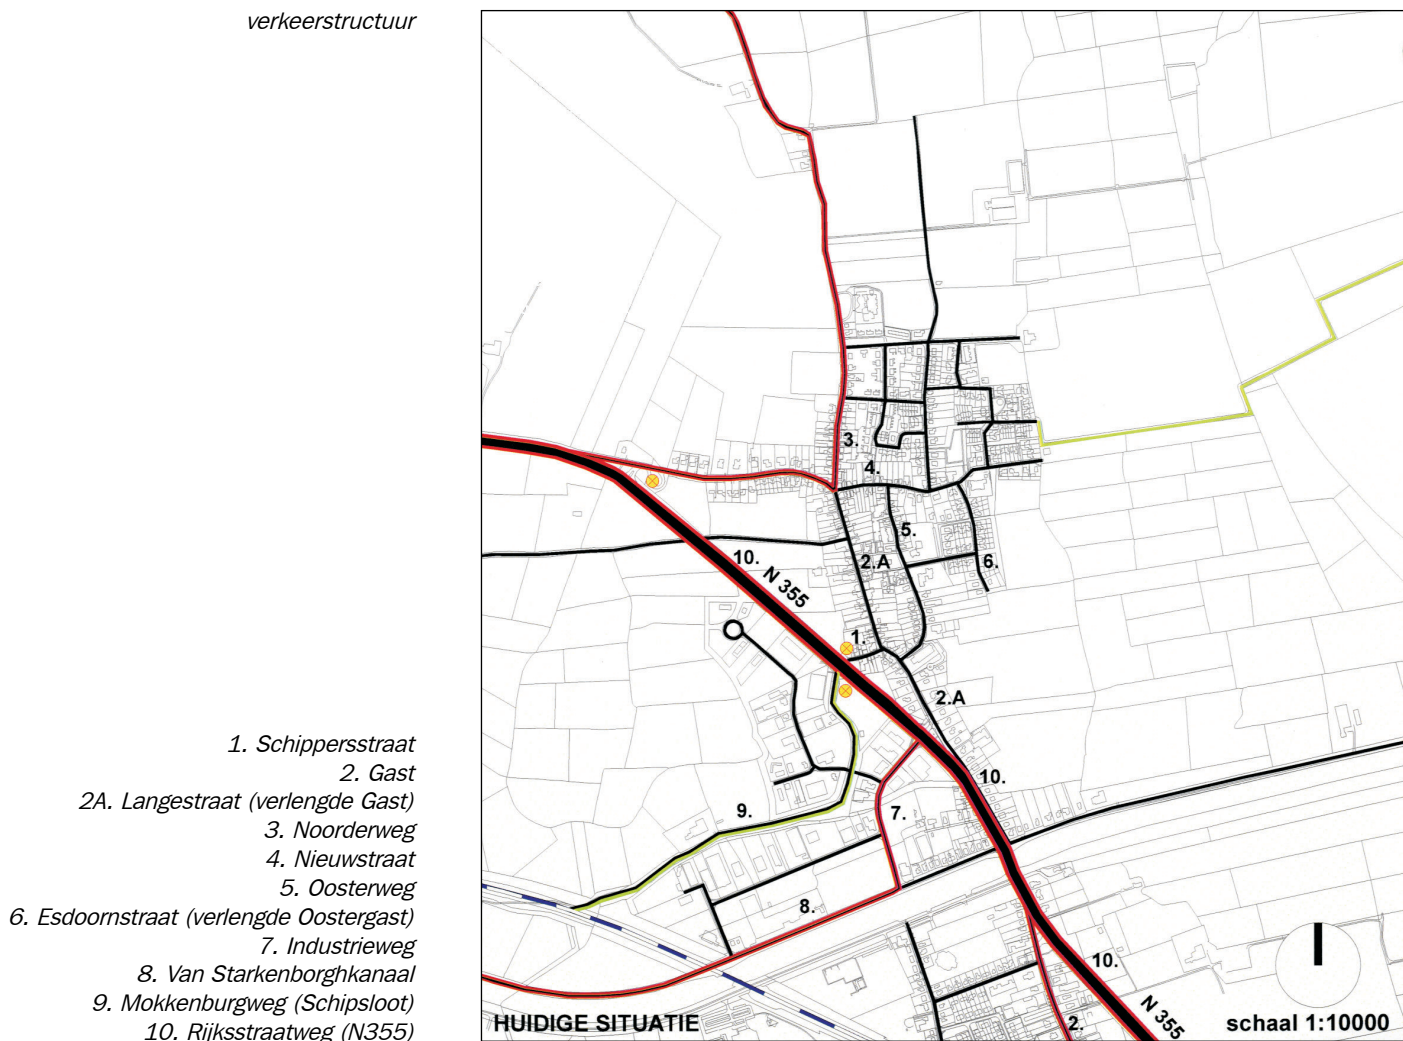 verkeerstructuur
1. Schippersstraat
2. Gast
2A. Langestraat (verlengde Gast)
3. Noorderweg
4. Nieuwstraat
5. Oosterweg
6. Esdoornstraat (verlengde Oostergast)
7. Industrieweg
8. Van Starkenborghkanaal
9. Mokkenburgweg (Schipsloot)
10. Rijksstraatweg (N355)
3.
4.
5.
2.A
6.
10.
N 355
1.
2.A
10.
9.
7.
8.
10.
N 355
2.
HUIDIGE SITUATIE
schaal 1:10000